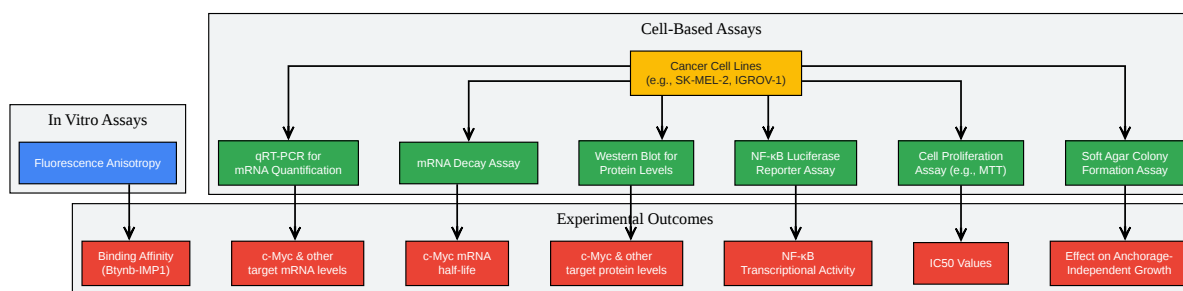 Cell-Based Assays
Cancer Cell Lines
(e.g., SK-MEL-2, IGROV-1)
In Vitro Assays
Fluorescence Anisotropy
qRT-PCR for
mRNA Quantification
mRNA Decay Assay
Western Blot for
Protein Levels
NF-κB Luciferase
Reporter Assay
Cell Proliferation
Assay (e.g., MTT)
Soft Agar Colony
Formation Assay
Experimental Outcomes
Binding Affinity
(Btynb-IMP1)
c-Myc & other
target mRNA levels
c-Myc mRNA
half-life
c-Myc & other
target protein levels
NF-κB
Transcriptional Activity
IC50 Values
Effect on Anchorage-
Independent Growth